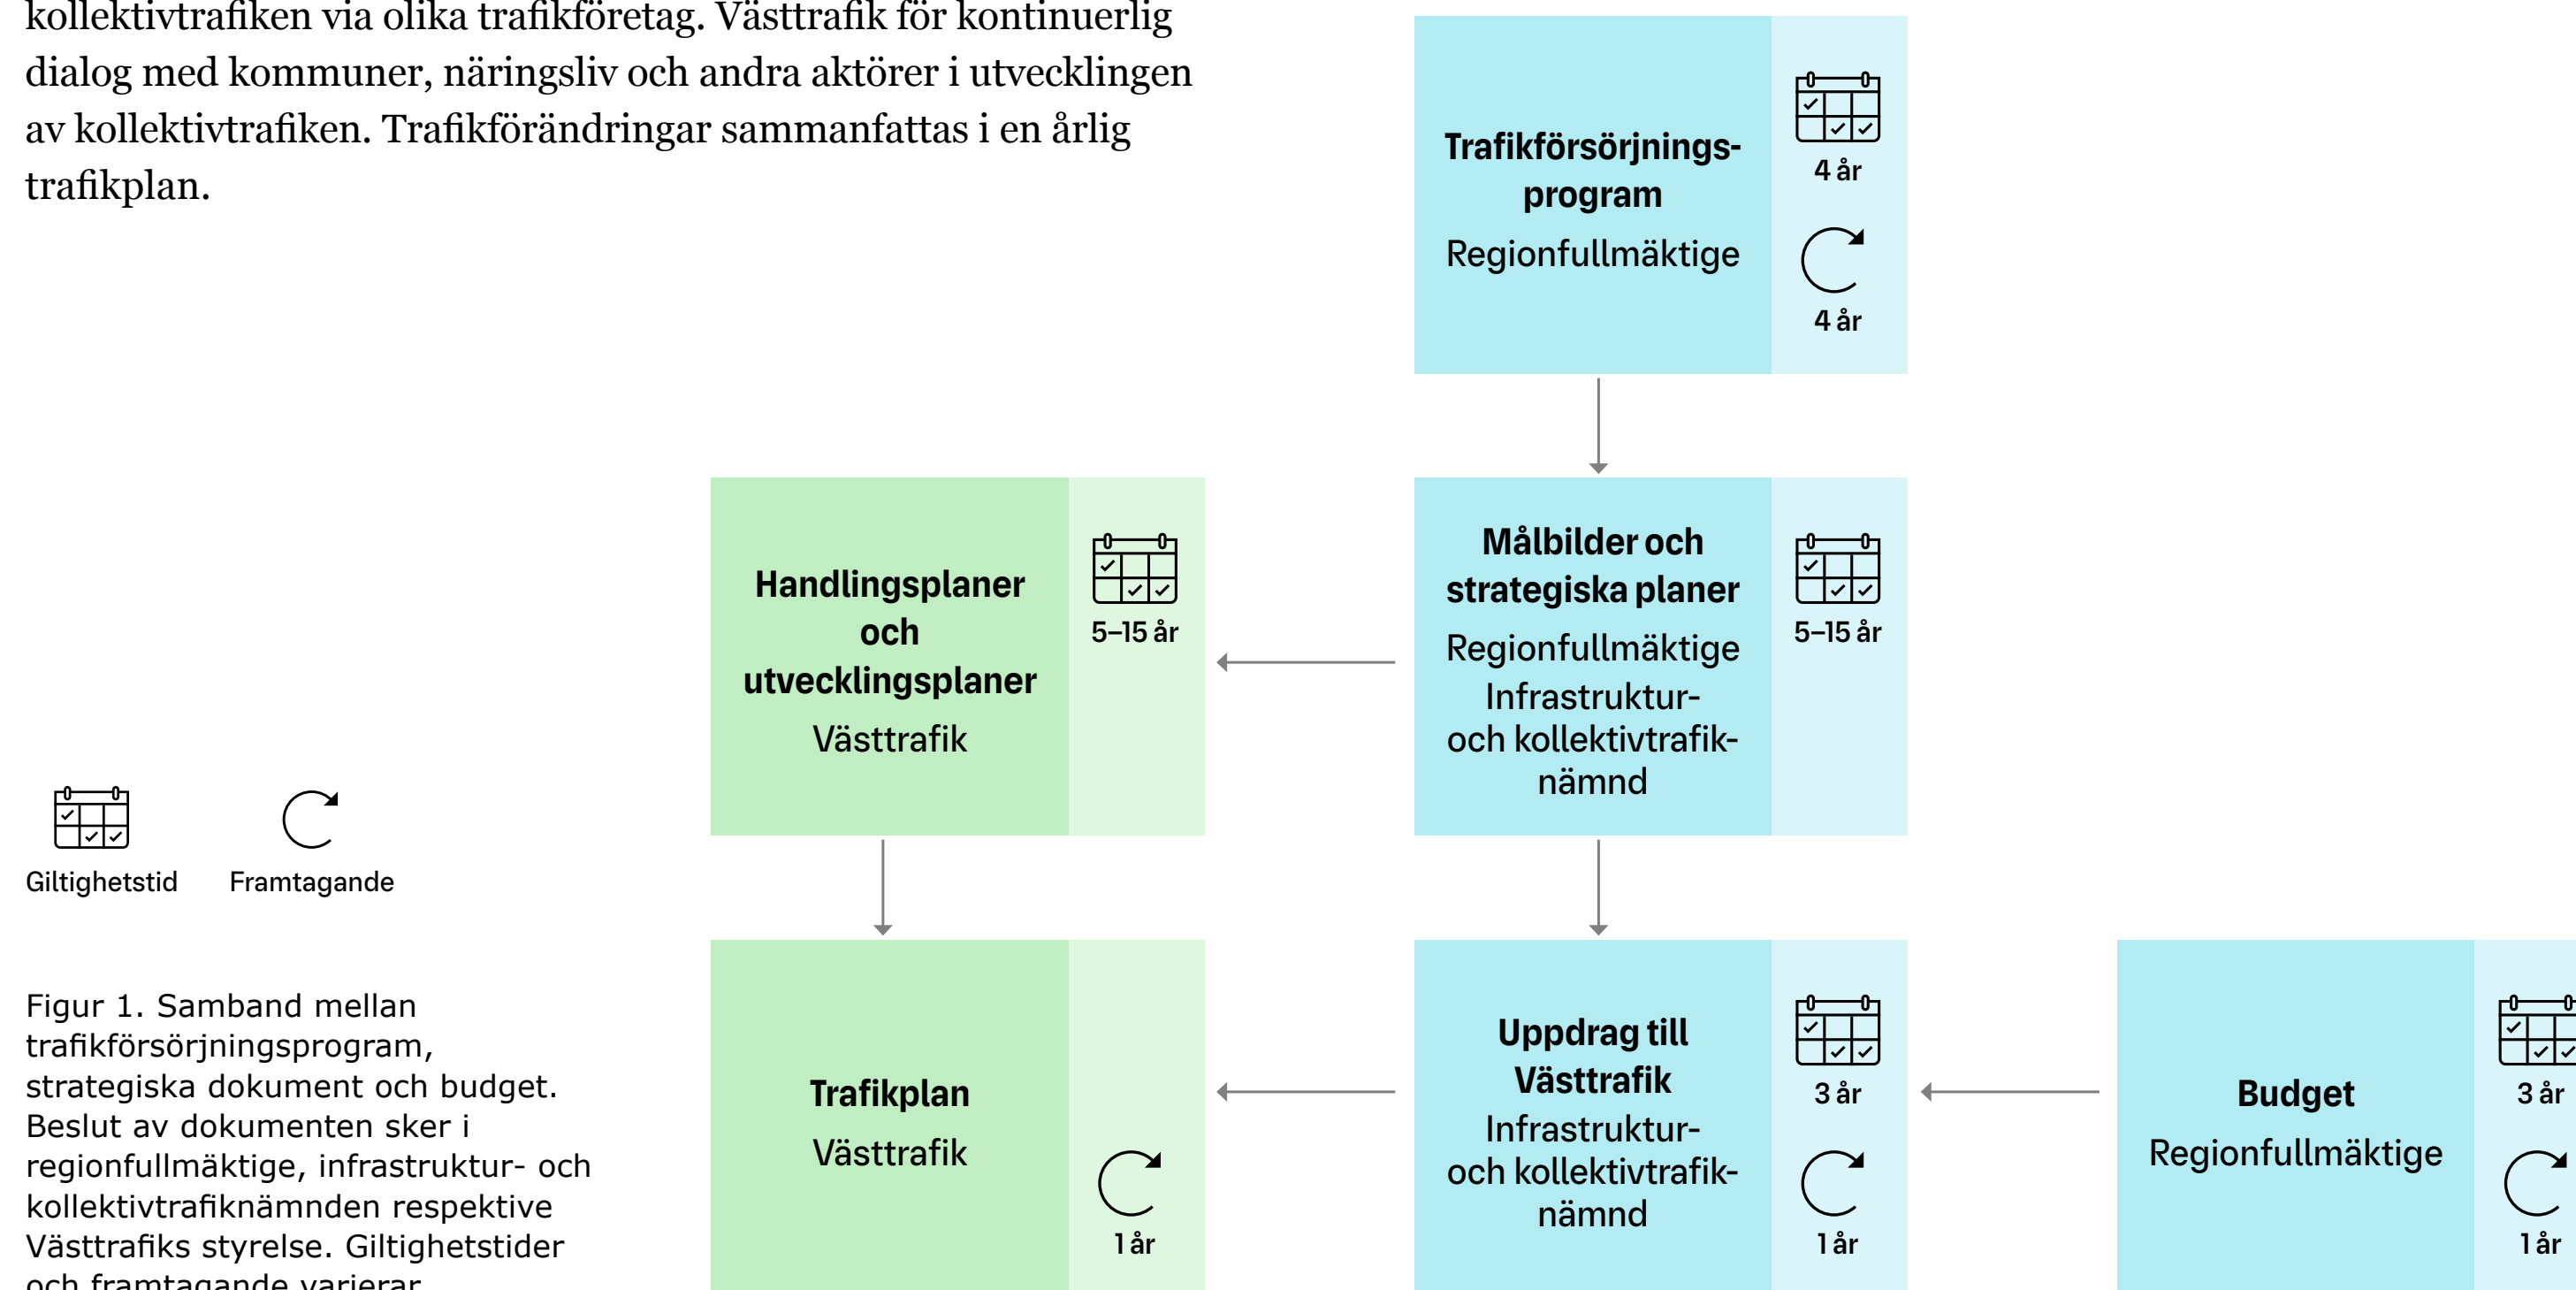 kollektivtrafiken via olika trafikföretag. Västtrafik för kontinuerlig
dialog med kommuner, näringsliv och andra aktörer i utvecklingen
av kollektivtrafiken. Trafikförändringar sammanfattas i en årlig
trafikplan.
Trafikförsörjnings-
program
Regionfullmäktige
4 år
4 år
Handlingsplaner
och
utvecklingsplaner
Västtrafik
5–15 år
Målbilder och
strategiska planer
Regionfullmäktige
Infrastruktur-
och kollektivtrafik-
nämnd
5–15 år
Giltighetstid
Framtagande
Figur 1. Samband mellan
trafikförsörjningsprogram,
strategiska dokument och budget.
Beslut av dokumenten sker i
regionfullmäktige, infrastruktur- och
kollektivtrafiknämnden respektive
Västtrafiks styrelse. Giltighetstider
och framtagande varierar
Trafikplan
Västtrafik
1 år
Uppdrag till
Västtrafik
Infrastruktur-
och kollektivtrafik-
nämnd
3 år
1 år
Budget
Regionfullmäktige
3 år
1 år